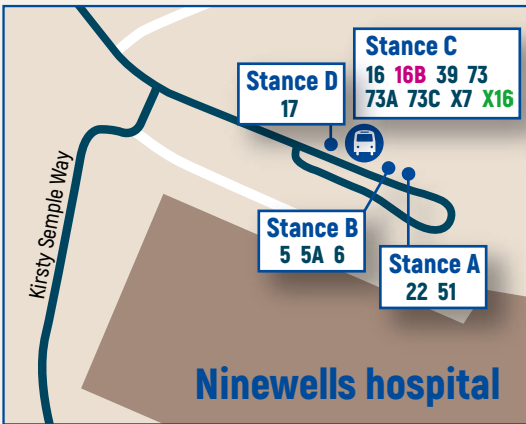 Stance C
16 16B 39 73
73A 73C X7 X16
Stance D
17
Kirsty Semple Way
Stance B
5 5A 6
Stance A
22 51
Ninewells hospital